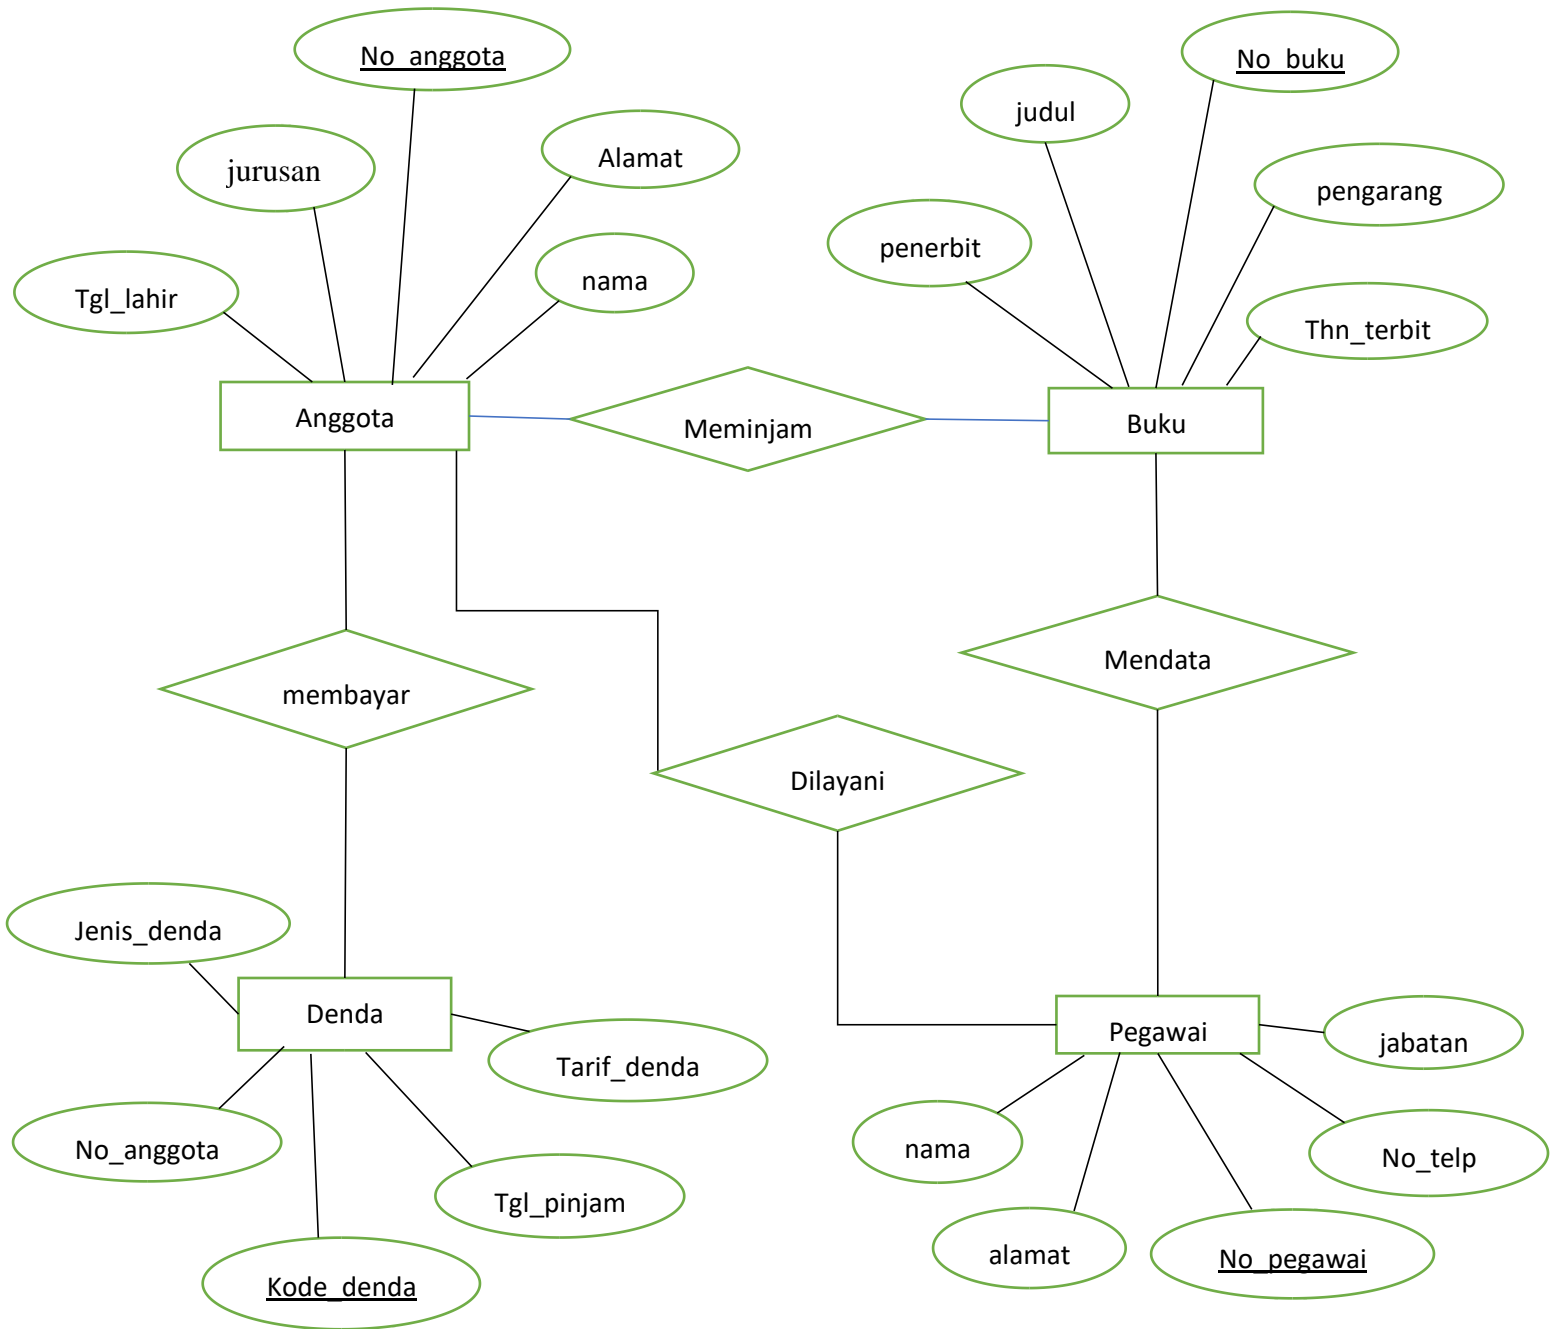 No_anggota
No_buku
judul
Alamat
jurusan
pengarang
penerbit
nama
Tgl_lahir
Thn_terbit
Anggota
Meminjam
Buku
Mendata
membayar
Dilayani
Jenis_denda
Denda
Pegawai
jabatan
Tarif_denda
No_anggota
nama
No_telp
Tgl_pinjam
alamat
No_pegawai
Kode_denda